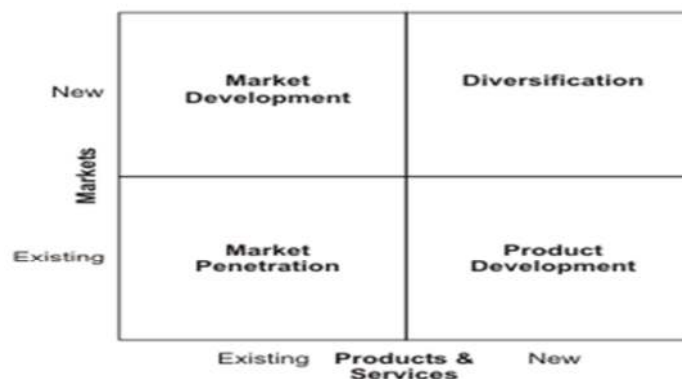 Market
Development
Diversification
New
Markets
Existing
Market
Penetration
Product
Development
Existing
Products &
Services
New